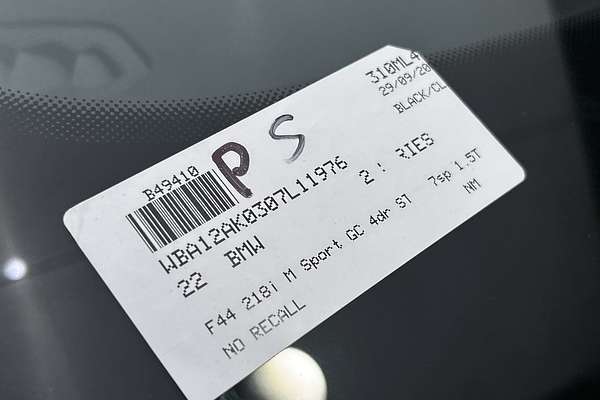 310ML4
29/09/20
BLACK/CL
P S
B49410
WBA12AK0307L11976
22 BMW 2 RIES
F44 218i M Sport GC 4dr ST 7sp 1.5T
NO RECALL NM